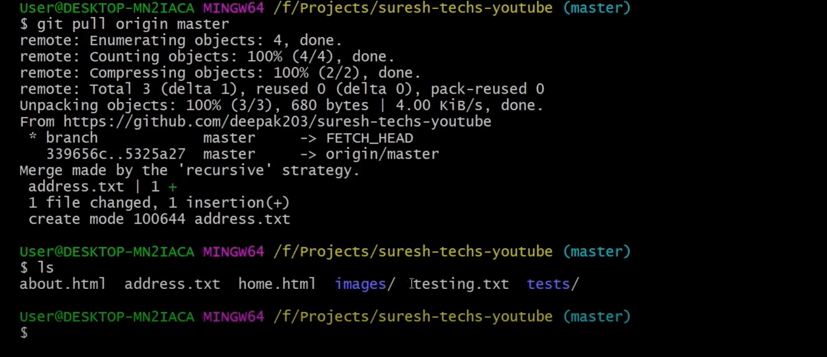 User@DESKTOP-MN2IACA MINGW64 /f/Projects/suresh-techs-youtube (master)
$ git pull origin master
remote: Enumerating objects: 4, done.
remote: Counting objects: 100% (4/4), done.
remote: Compressing objects: 100% (2/2), done.
remote: Total 3 (delta 1), reused 0 (delta 0), pack-reused 0
Unpacking objects: 100% (3/3), 680 bytes | 4.00 KiB/s, done.
From https://github.com/deepak203/suresh-techs-youtube
 * branch            master     -> FETCH_HEAD
   339656c..5325a27  master     -> origin/master
Merge made by the 'recursive' strategy.
 address.txt | 1 +
 1 file changed, 1 insertion(+)
 create mode 100644 address.txt
User@DESKTOP-MN2IACA MINGW64 /f/Projects/suresh-techs-youtube (master)
$ ls
about.html  address.txt  home.html  images/  testing.txt  tests/
User@DESKTOP-MN2IACA MINGW64 /f/Projects/suresh-techs-youtube (master)
$